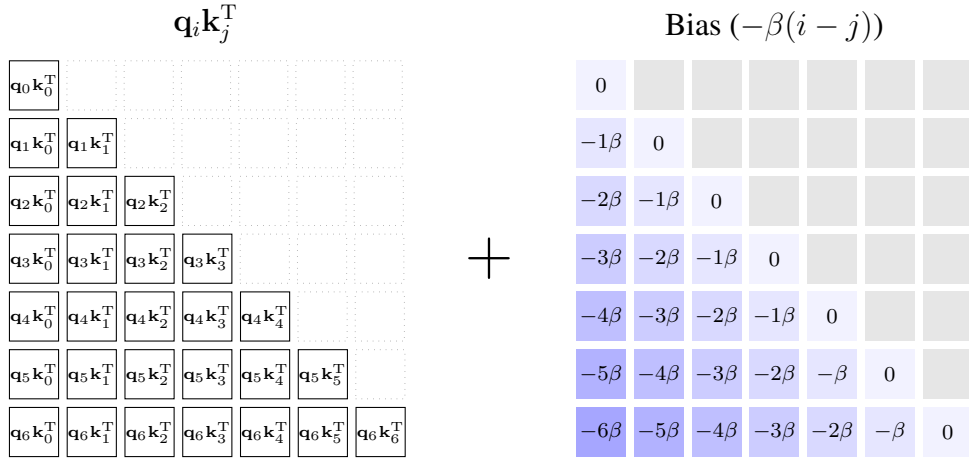 q_i k_j^T Bias (−β(i − j))
q_0 k_0^T 0
q_1 k_0^T q_1 k_1^T −1β 0
q_2 k_0^T q_2 k_1^T q_2 k_2^T −2β −1β 0
q_3 k_0^T q_3 k_1^T q_3 k_2^T q_3 k_3^T + −3β −2β −1β 0
q_4 k_0^T q_4 k_1^T q_4 k_2^T q_4 k_3^T q_4 k_4^T −4β −3β −2β −1β 0
q_5 k_0^T q_5 k_1^T q_5 k_2^T q_5 k_3^T q_5 k_4^T q_5 k_5^T −5β −4β −3β −2β −β 0
q_6 k_0^T q_6 k_1^T q_6 k_2^T q_6 k_3^T q_6 k_4^T q_6 k_5^T q_6 k_6^T −6β −5β −4β −3β −2β −β 0